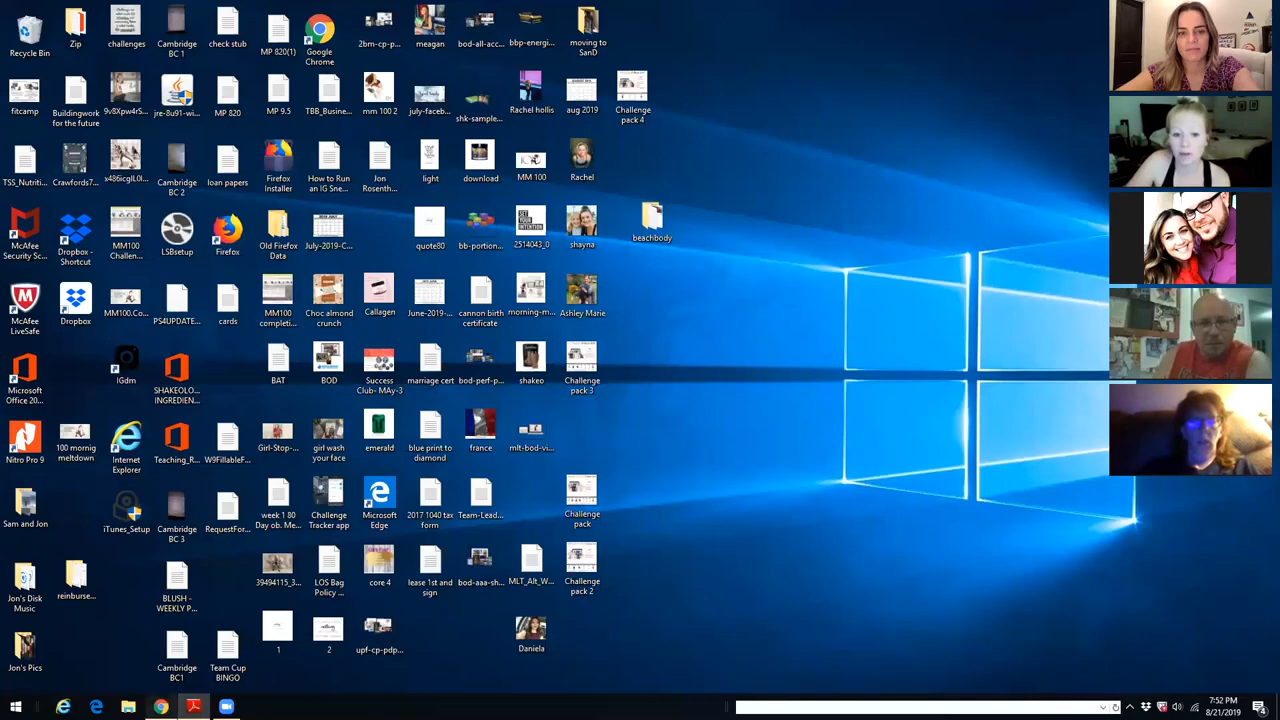 Recycle Bin
Zip
challenges
Cambridge
BC 1
check stub
MP 820(1)
Google
Chrome
2bm-cp-p...
meagan
bod-all-acc...
bbp-energi...
moving to
SanD
fitcamp
Buildingwork
for the future
9v8Xpw4rS...
jre-8u91-wi...
MP 820
MP 9.5
TBB_Busine...
mm 100 2
july-faceb...
shk-sample...
Rachel hollis
aug 2019
Challenge
pack 4
TSS_Nutriti...
Crawfords7...
x486icgIL0l...
Cambridge
BC 2
loan papers
Firefox
Installer
How to Run
an IG Sne...
Jon
Rosenth...
light
download
MM 100
Rachel
McAfee
Security Sc...
Dropbox -
Shortcut
MM100
Challen...
LSBsetup
Firefox
Old Firefox
Data
July-2019-C...
quote80
bb-portion...
SET
YOUR
INTENTION
2514043_0
shayna
beachbody
McAfee
LiveSafe
Dropbox
MM100.Co...
PS4UPDATE...
cards
MM100
completi...
Choc almond
crunch
Callagen
June-2019-...
cannon birth
certificate
morning-m...
Ashley Marie
Microsoft
Office 20...
IGdm
SHAKEOLO...
INGREDIEN...
BAT
BOD
Success
Club- MAy-3
marriage cert
bod-perf-p...
shakeo
Challenge
pack 3
Nitro Pro 9
100 mornig
meltdown
Internet
Explorer
Teaching_R...
W9FillableF...
Girl-Stop-...
girl wash
your face
emerald
blue print to
diamond
france
mlt-bod-vi...
Sam and Jon
iTunes_Setup
Cambridge
BC 3
RequestFor...
week 1 80
Day ob. Me...
Challenge
Tracker app
Microsoft
Edge
2017 1040 tax
form
Team-Lead...
Challenge
pack
Jon's Disk
Music
reinburse...
BLUSH -
WEEKLY P...
39494115_3...
LOS Bag
Policy ...
core 4
lease 1st and
sign
bod-aaa-sh...
MLT_Alt_W...
Challenge
pack 2
Jon's Pics
Cambridge
BC1
Team Cup
BINGO
1
2
upf-cp-pdp...
Daniela
7:52 PM
8/21/2019
4